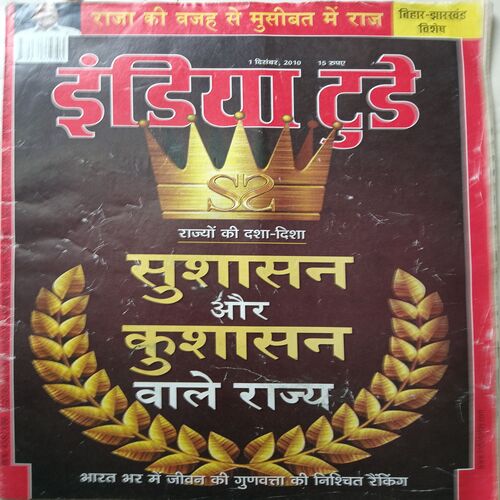 राजा की वजह से मुसीबत में राज
बिहार-झारखंड
विशेष
1 दिसंबर, 2010
15 रुपए
इंडिया टुडे
राज्यों की दशा-दिशा
सुशासन
और
कुशासन
वाले राज्य
भारत भर में जीवन की गुणवत्ता की निश्चित रैंकिंग